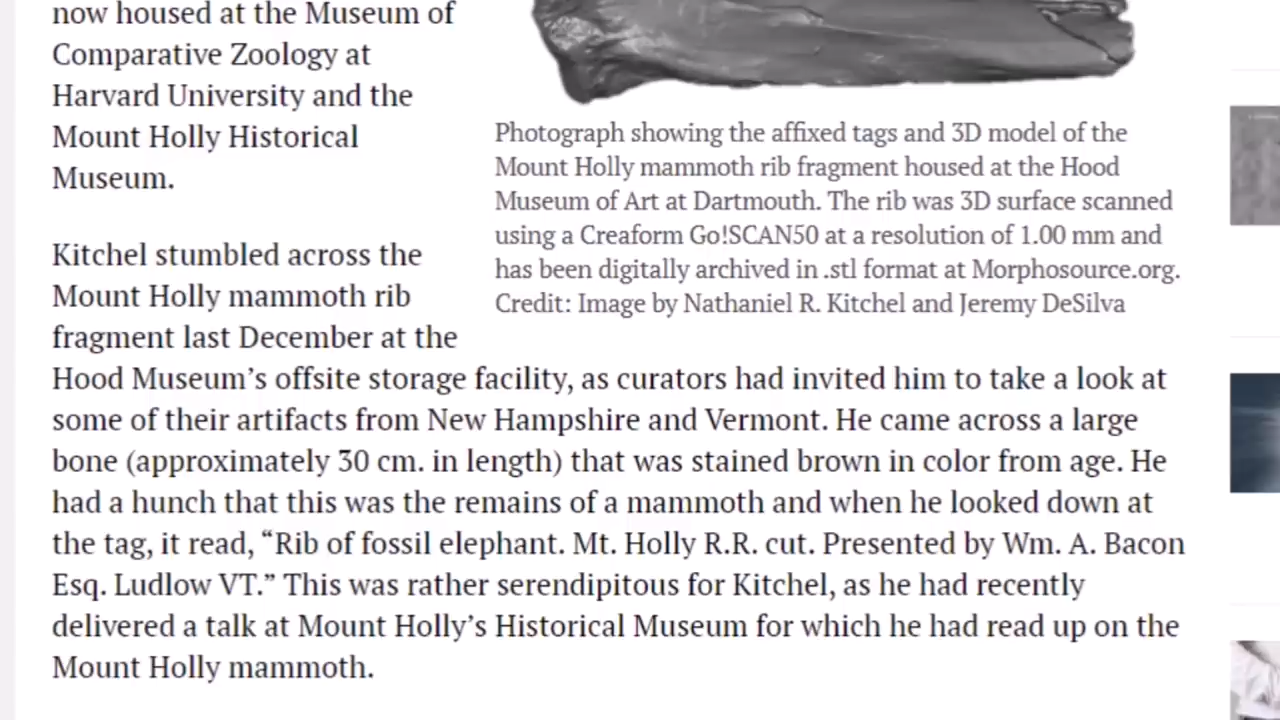 now housed at the Museum of
Comparative Zoology at
Harvard University and the
Mount Holly Historical
Museum.
Photograph showing the affixed tags and 3D model of the
Mount Holly mammoth rib fragment housed at the Hood
Museum of Art at Dartmouth. The rib was 3D surface scanned
using a Creaform Go!SCAN50 at a resolution of 1.00 mm and
has been digitally archived in .stl format at Morphosource.org.
Credit: Image by Nathaniel R. Kitchel and Jeremy DeSilva
Kitchel stumbled across the
Mount Holly mammoth rib
fragment last December at the
Hood Museum’s offsite storage facility, as curators had invited him to take a look at
some of their artifacts from New Hampshire and Vermont. He came across a large
bone (approximately 30 cm. in length) that was stained brown in color from age. He
had a hunch that this was the remains of a mammoth and when he looked down at
the tag, it read, “Rib of fossil elephant. Mt. Holly R.R. cut. Presented by Wm. A. Bacon
Esq. Ludlow VT.” This was rather serendipitous for Kitchel, as he had recently
delivered a talk at Mount Holly’s Historical Museum for which he had read up on the
Mount Holly mammoth.